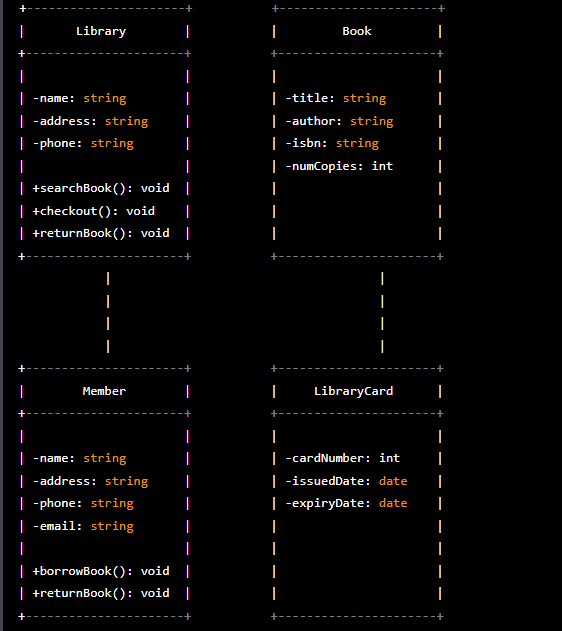 +----------------------+           +----------------------+
|       Library        |           |         Book         |
+----------------------+           +----------------------+
|                      |           |                      |
| -name: string        |           | -title: string       |
| -address: string     |           | -author: string      |
| -phone: string       |           | -isbn: string        |
|                      |           | -numCopies: int      |
| +searchBook(): void  |           |                      |
| +checkout(): void    |           |                      |
| +returnBook(): void  |           |                      |
+----------------------+           +----------------------+
            |                                     |
            |                                     |
            |                                     |
            |                                     |
+----------------------+           +----------------------+
|        Member        |           |     LibraryCard      |
+----------------------+           +----------------------+
|                      |           |                      |
| -name: string        |           | -cardNumber: int     |
| -address: string     |           | -issuedDate: date    |
| -phone: string       |           | -expiryDate: date    |
| -email: string       |           |                      |
|                      |           |                      |
| +borrowBook(): void  |           |                      |
| +returnBook(): void  |           |                      |
+----------------------+           +----------------------+